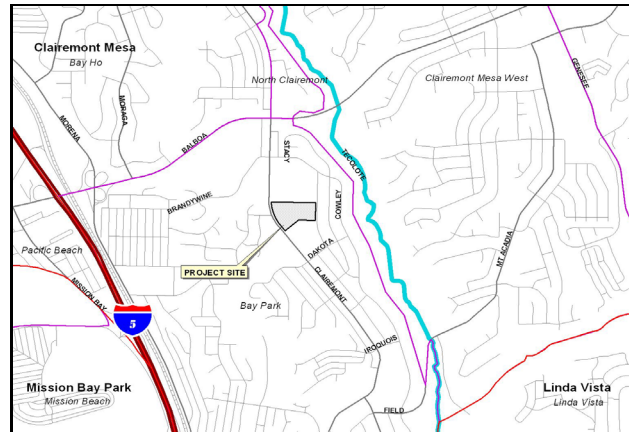 Clairemont Mesa
Bay Ho
North Clairemont
Clairemont Mesa West
GENESEE
MORENA
MORAGA
BALBOA
STACY
TECOLOTE
BRANDYWINE
COWLEY
Pacific Beach
PROJECT SITE
DAKOTA
CLAIREMONT
MT ACADIA
MISSION BAY
5
Bay Park
IROQUOIS
Mission Bay Park
Mission Beach
FIELD
Linda Vista
Linda Vista